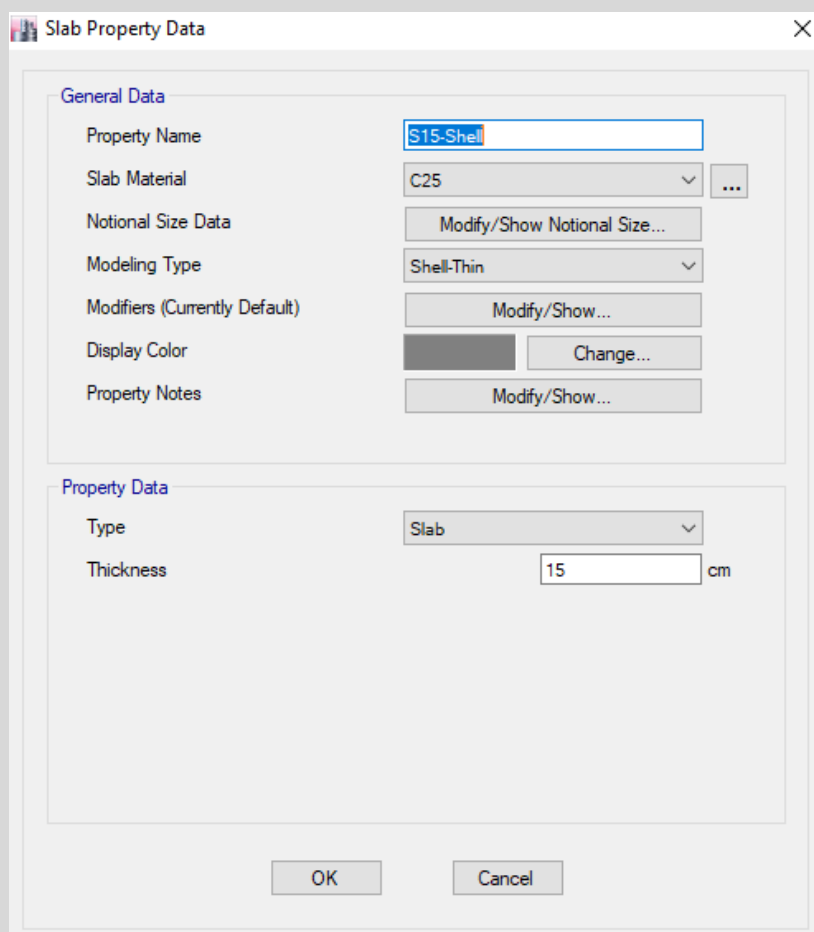 Slab Property Data
General Data
Property Name S15-Shell
Slab Material C25 ...
Notional Size Data Modify/Show Notional Size...
Modeling Type Shell-Thin
Modifiers (Currently Default) Modify/Show...
Display Color Change...
Property Notes Modify/Show...
Property Data
Type Slab
Thickness 15 cm
OK Cancel